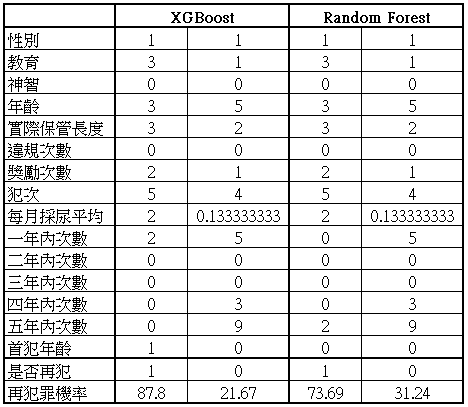 XGBoost Random Forest
性別 1 1 1 1
教育 3 1 3 1
神智 0 0 0 0
年齡 3 5 3 5
實際保管長度 3 2 3 2
違規次數 0 0 0 0
獎勵次數 2 1 2 1
犯次 5 4 5 4
每月採尿平均 2 0.133333333 2 0.133333333
一年內次數 2 5 0 5
二年內次數 0 0 0 0
三年內次數 0 0 0 0
四年內次數 0 3 0 3
五年內次數 0 9 2 9
首犯年齡 1 0 0 0
是否再犯 1 0 1 0
再犯罪機率 87.8 21.67 73.69 31.24